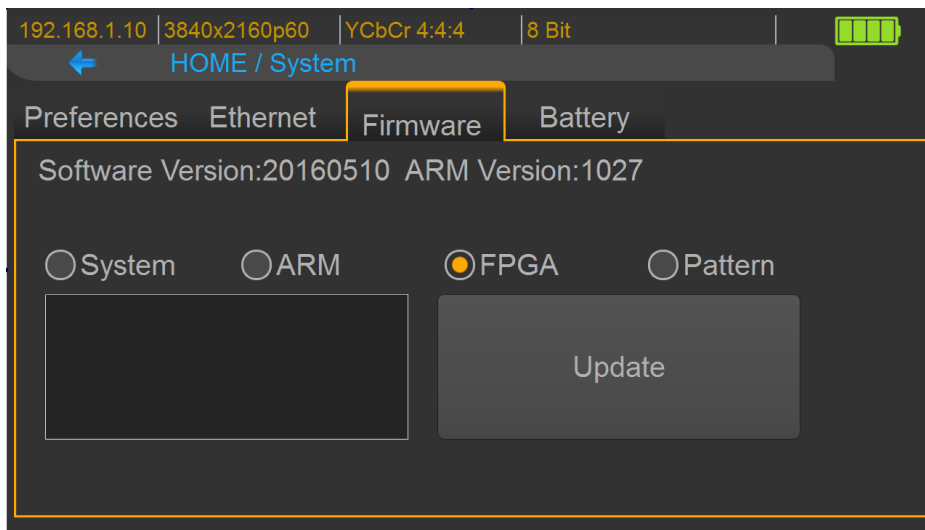 192.168.1.10 3840x2160p60 YCbCr 4:4:4 8 Bit
HOME / System
Preferences Ethernet Firmware Battery
Software Version:20160510 ARM Version:1027
System ARM FPGA Pattern
Update